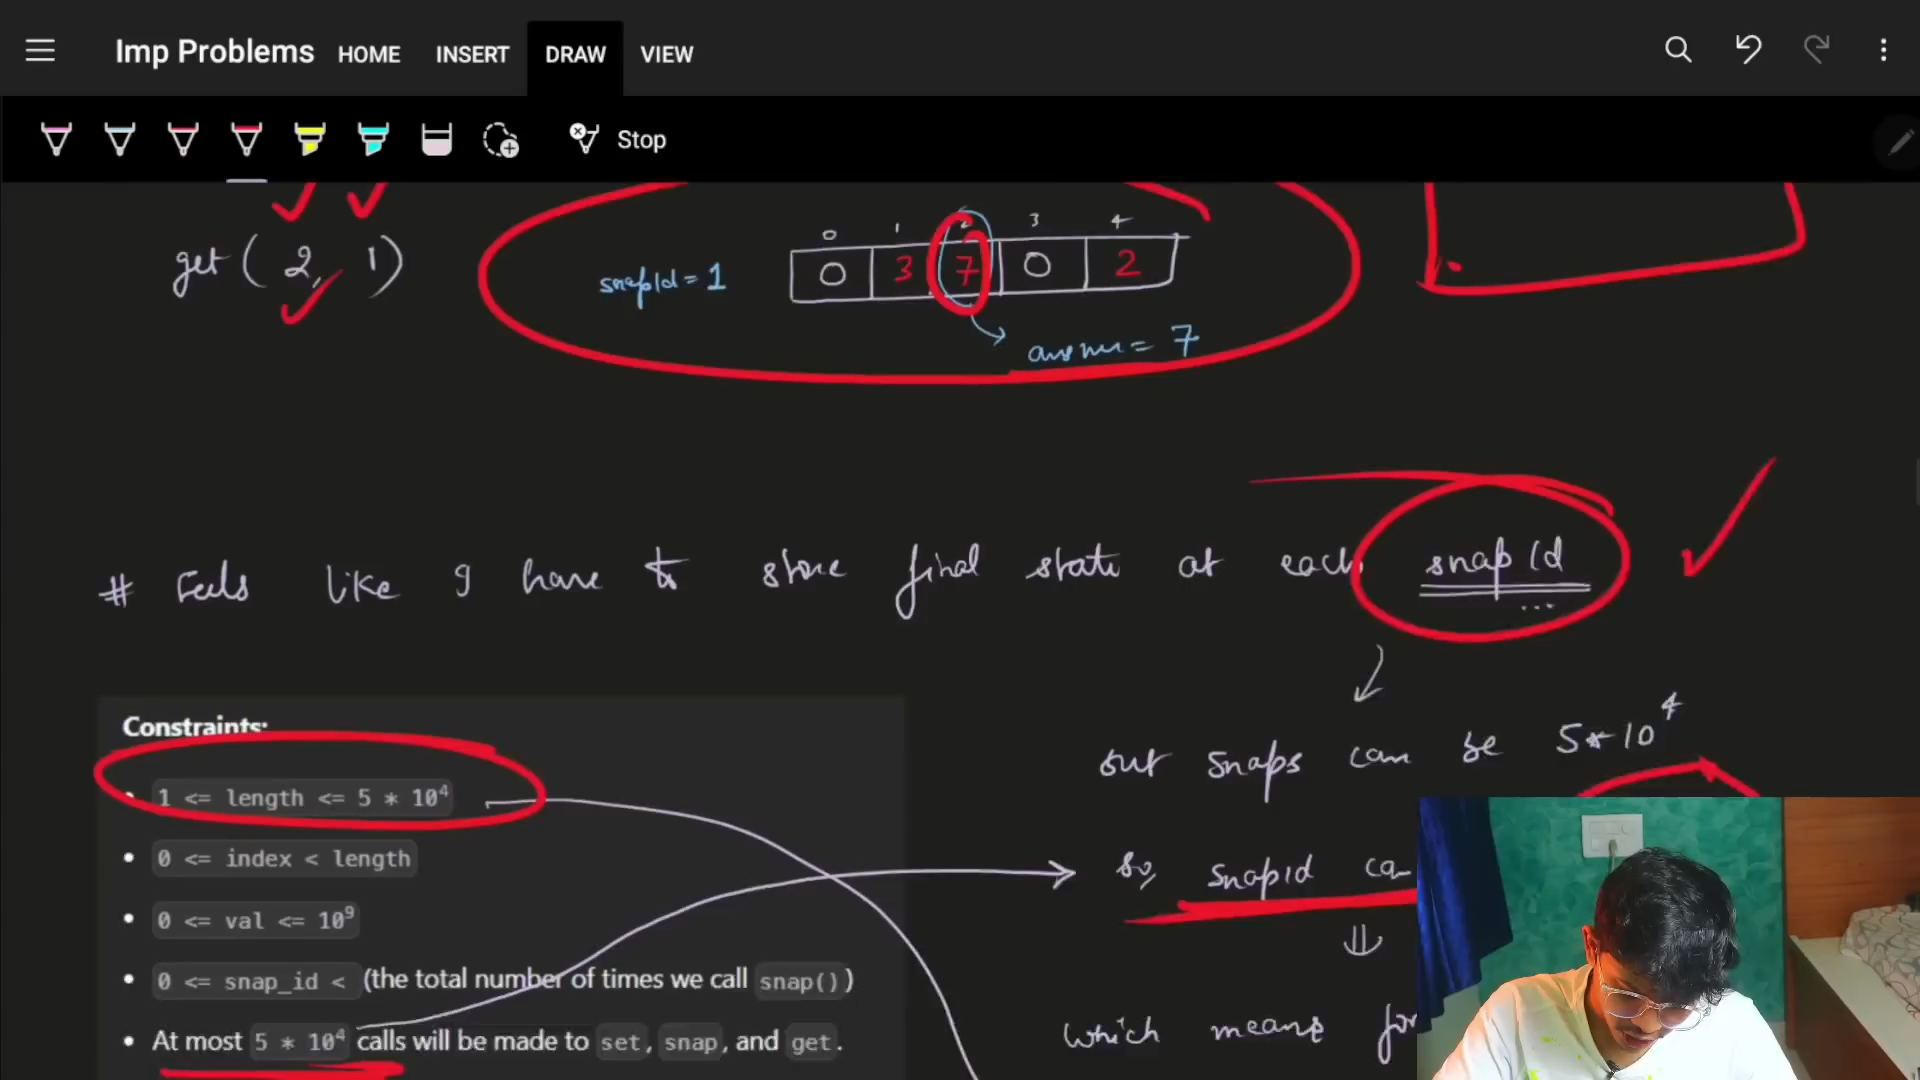 Imp Problems HOME INSERT DRAW VIEW
Stop
0 1 2 3 4
get ( 2, 1 )
snapId = 1
0 3 7 0 2
answer = 7
# Feels like I have to store final state at each snapId
...
but snaps can be 5*10^4
Constraints:
1 <= length <= 5 * 10^4
0 <= index < length
so, snapId ca
0 <= val <= 10^9
0 <= snap_id < (the total number of times we call snap())
which means for
At most 5 * 10^4 calls will be made to set, snap, and get.